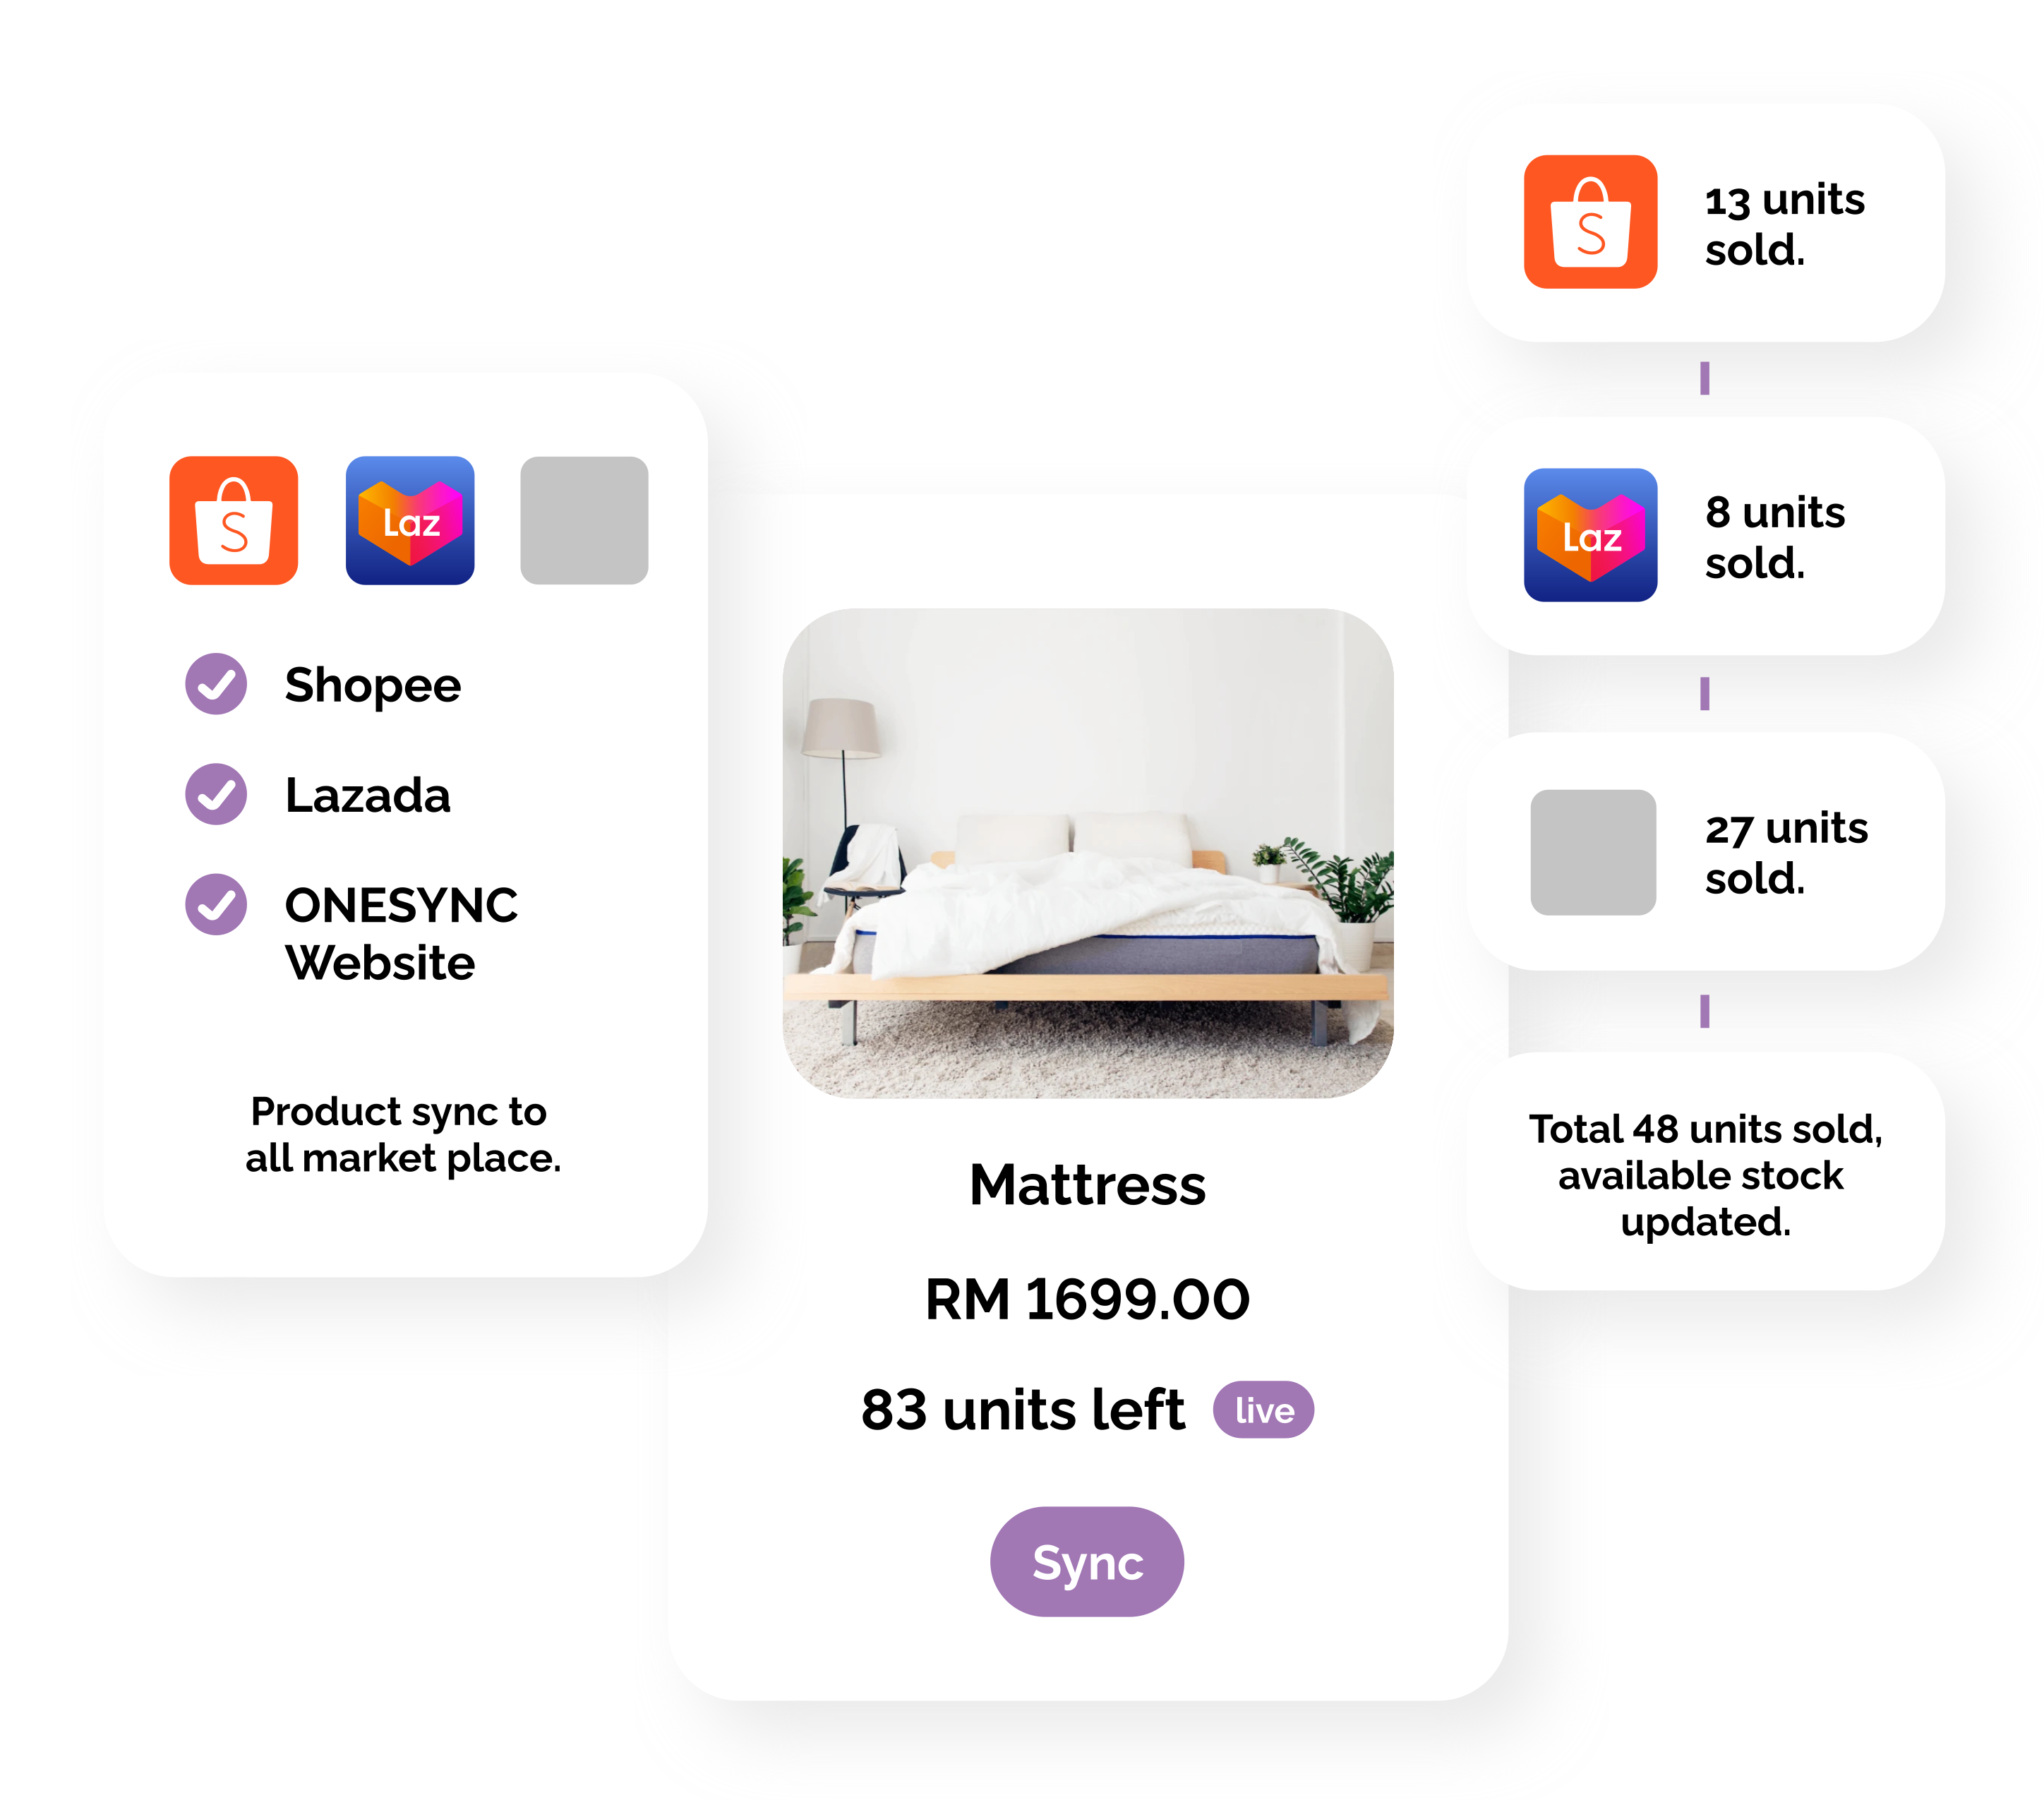 S
Laz
Shopee
Lazada
ONESYNC
Website
Product sync to
all market place.
Mattress
RM 1699.00
83 units left
live
Sync
S
13 units
sold.
Laz
8 units
sold.
27 units
sold.
Total 48 units sold,
available stock
updated.